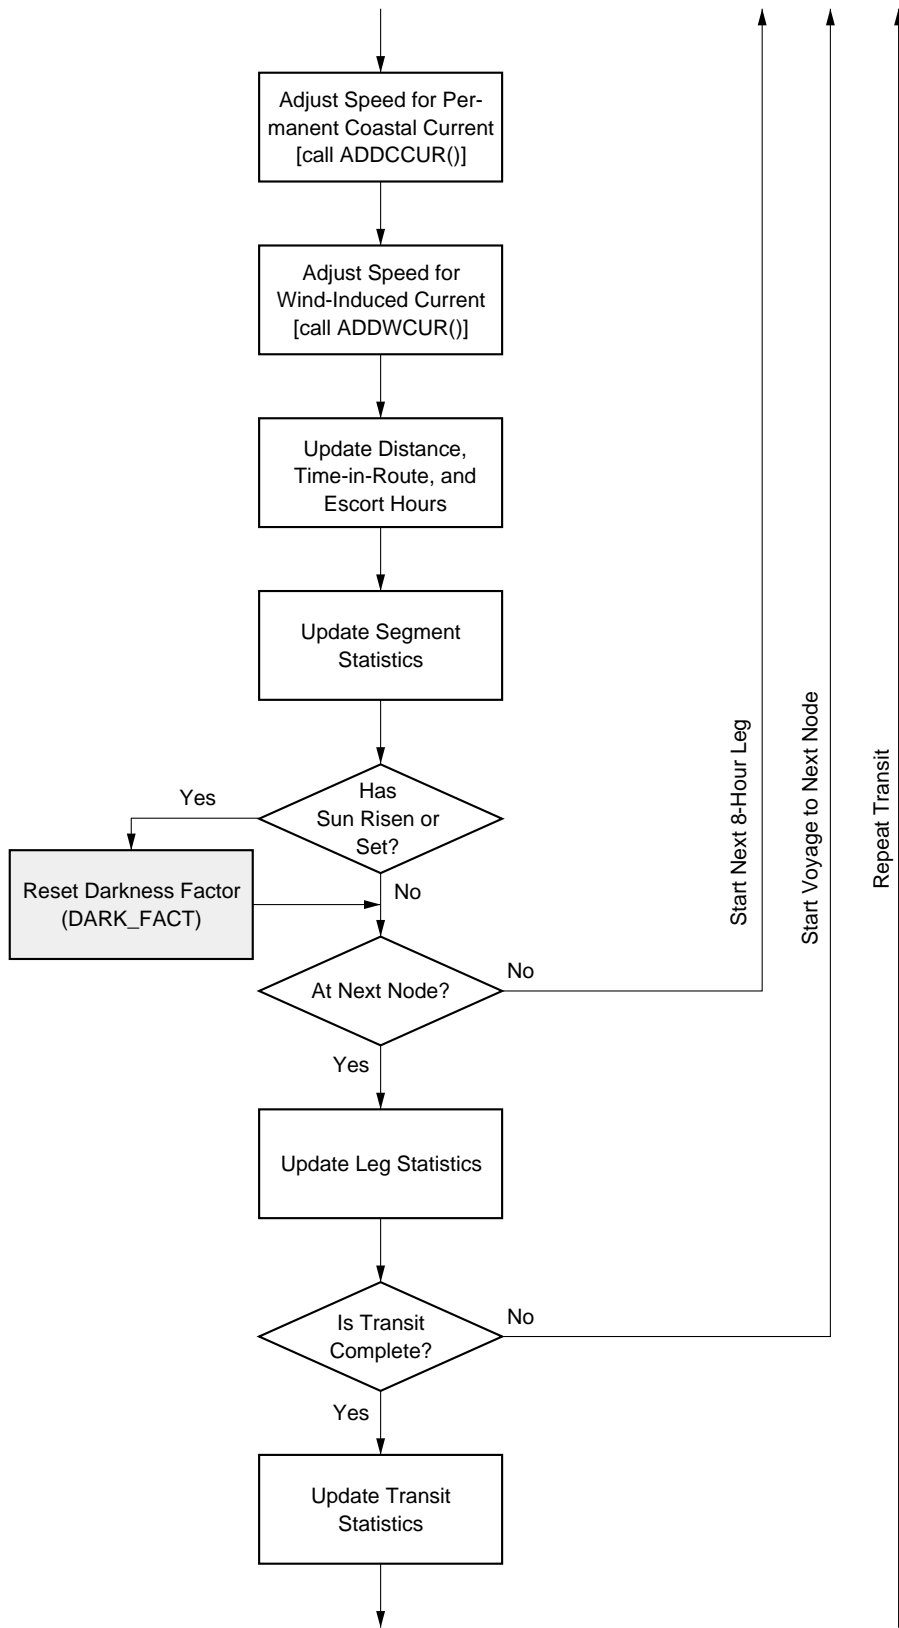 Adjust Speed for Per-
manent Coastal Current
[call ADDCCUR()]
Adjust Speed for
Wind-Induced Current
[call ADDWCUR()]
Update Distance,
Time-in-Route, and
Escort Hours
Update Segment
Statistics
Has
Sun Risen or
Set?
Yes
No
Reset Darkness Factor
(DARK_FACT)
At Next Node?
No
Yes
Update Leg Statistics
Is Transit
Complete?
No
Yes
Update Transit
Statistics
Start Next 8-Hour Leg
Start Voyage to Next Node
Repeat Transit